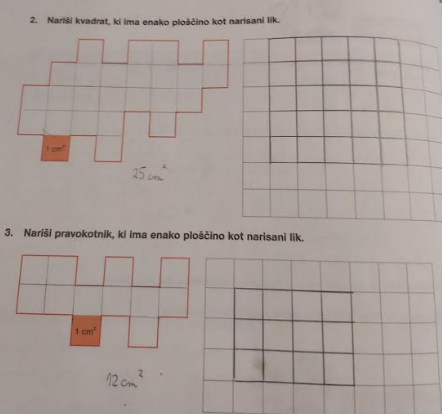 2. Nariši kvadrat, ki ima enako ploščino kot narisani lik.
1 cm²
25 cm²
3. Nariši pravokotnik, ki ima enako ploščino kot narisani lik.
1 cm²
12 cm²